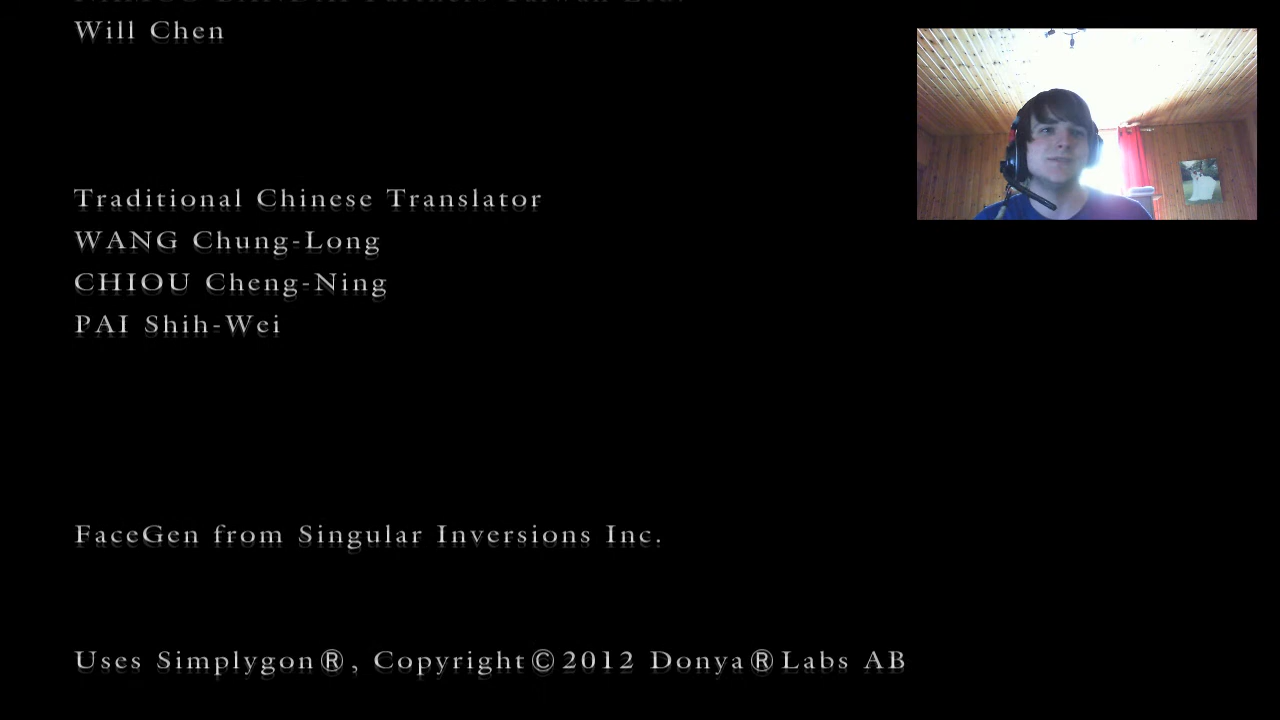 Will Chen
Traditional Chinese Translator
WANG Chung-Long
CHIOU Cheng-Ning
PAI Shih-Wei
FaceGen from Singular Inversions Inc.
Uses Simplygon®, Copyright©2012 Donya®Labs AB